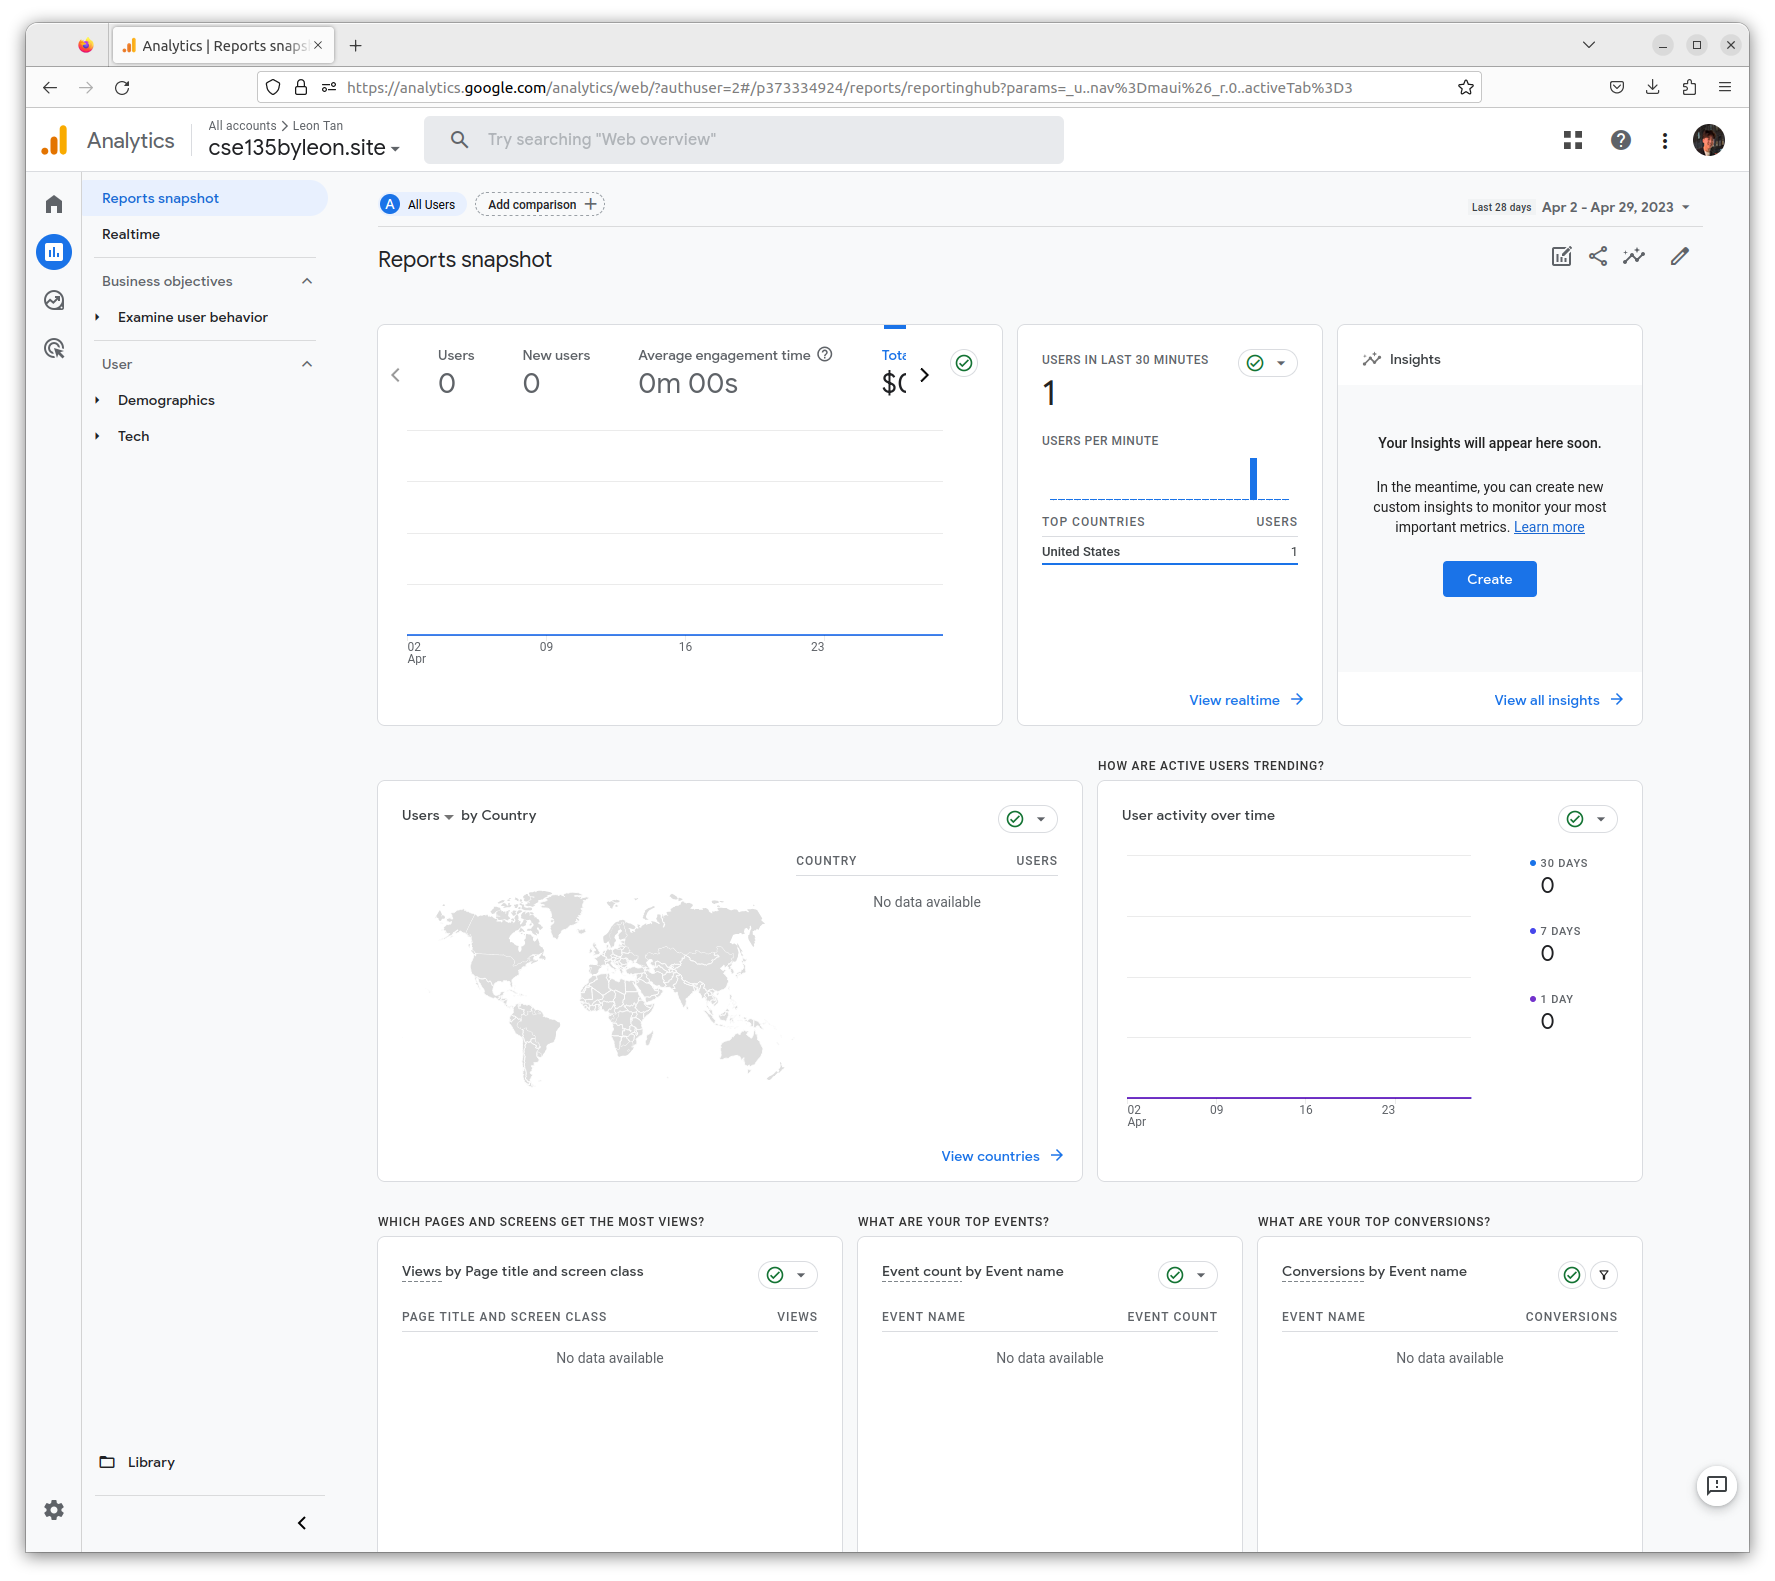 Analytics | Reports snaps
https://analytics.google.com/analytics/web/?authuser=2#/p373334924/reports/reportinghub?params=_u..nav%3Dmaui%26_r.0..activeTab%3D3
Analytics
All accounts > Leon Tan
cse135byleon.site
Try searching "Web overview"
Reports snapshot
Realtime
Business objectives
Examine user behavior
User
Demographics
Tech
Library
A All Users
Add comparison +
Last 28 days Apr 2 - Apr 29, 2023
Reports snapshot
Users
0
New users
0
Average engagement time
0m 00s
Tota
$0
02 09 16 23
Apr
USERS IN LAST 30 MINUTES
1
USERS PER MINUTE
TOP COUNTRIES USERS
United States 1
View realtime
Insights
Your Insights will appear here soon.
In the meantime, you can create new
custom insights to monitor your most
important metrics. Learn more
Create
View all insights
Users by Country
COUNTRY USERS
No data available
View countries
HOW ARE ACTIVE USERS TRENDING?
User activity over time
30 DAYS
0
7 DAYS
0
1 DAY
0
02 09 16 23
Apr
WHICH PAGES AND SCREENS GET THE MOST VIEWS?
Views by Page title and screen class
PAGE TITLE AND SCREEN CLASS VIEWS
No data available
WHAT ARE YOUR TOP EVENTS?
Event count by Event name
EVENT NAME EVENT COUNT
No data available
WHAT ARE YOUR TOP CONVERSIONS?
Conversions by Event name
EVENT NAME CONVERSIONS
No data available